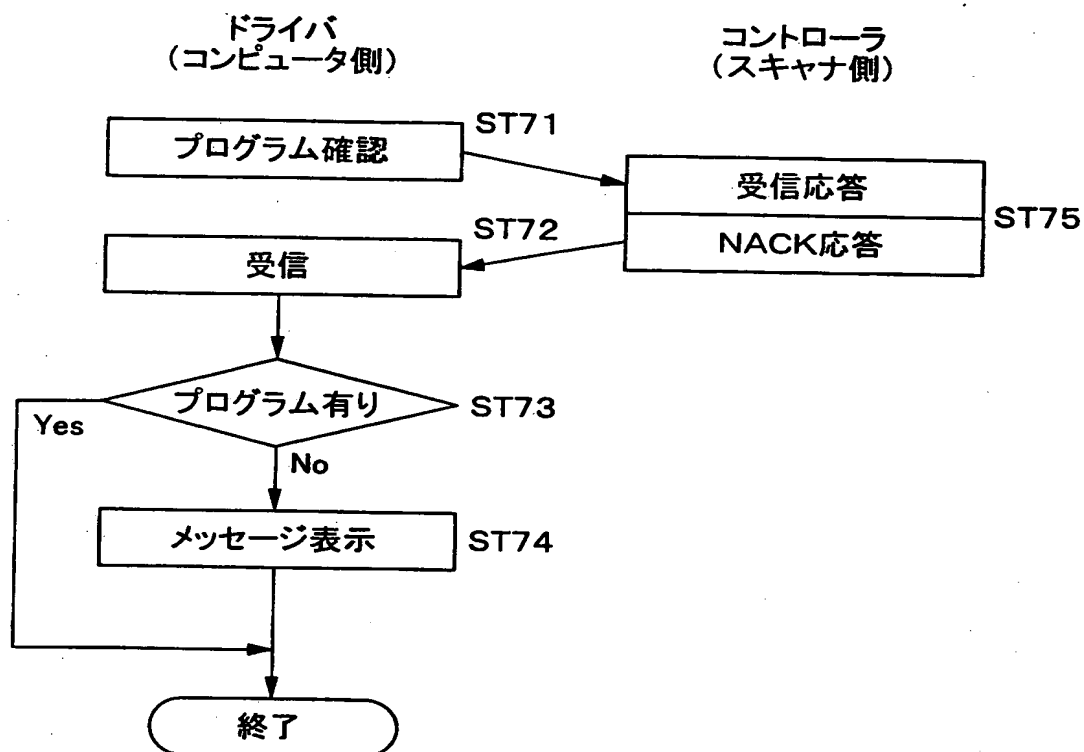 ドライバ
(コンピュータ側)
コントローラ
(スキャナ側)
プログラム確認
ST71
受信応答
NACK応答
ST75
受信
ST72
プログラム有り
ST73
Yes
No
メッセージ表示
ST74
終了